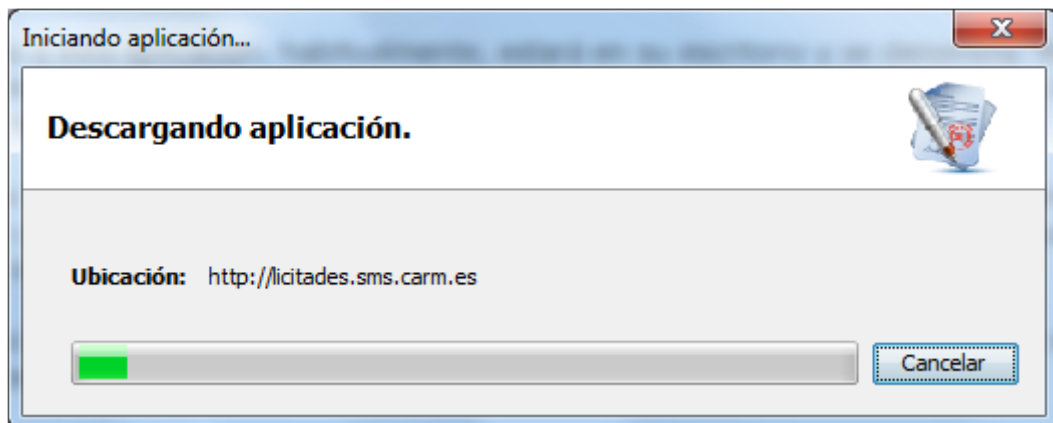 Iniciando aplicación...
Descargando aplicación.
Ubicación: http://licitades.sms.carm.es
Cancelar